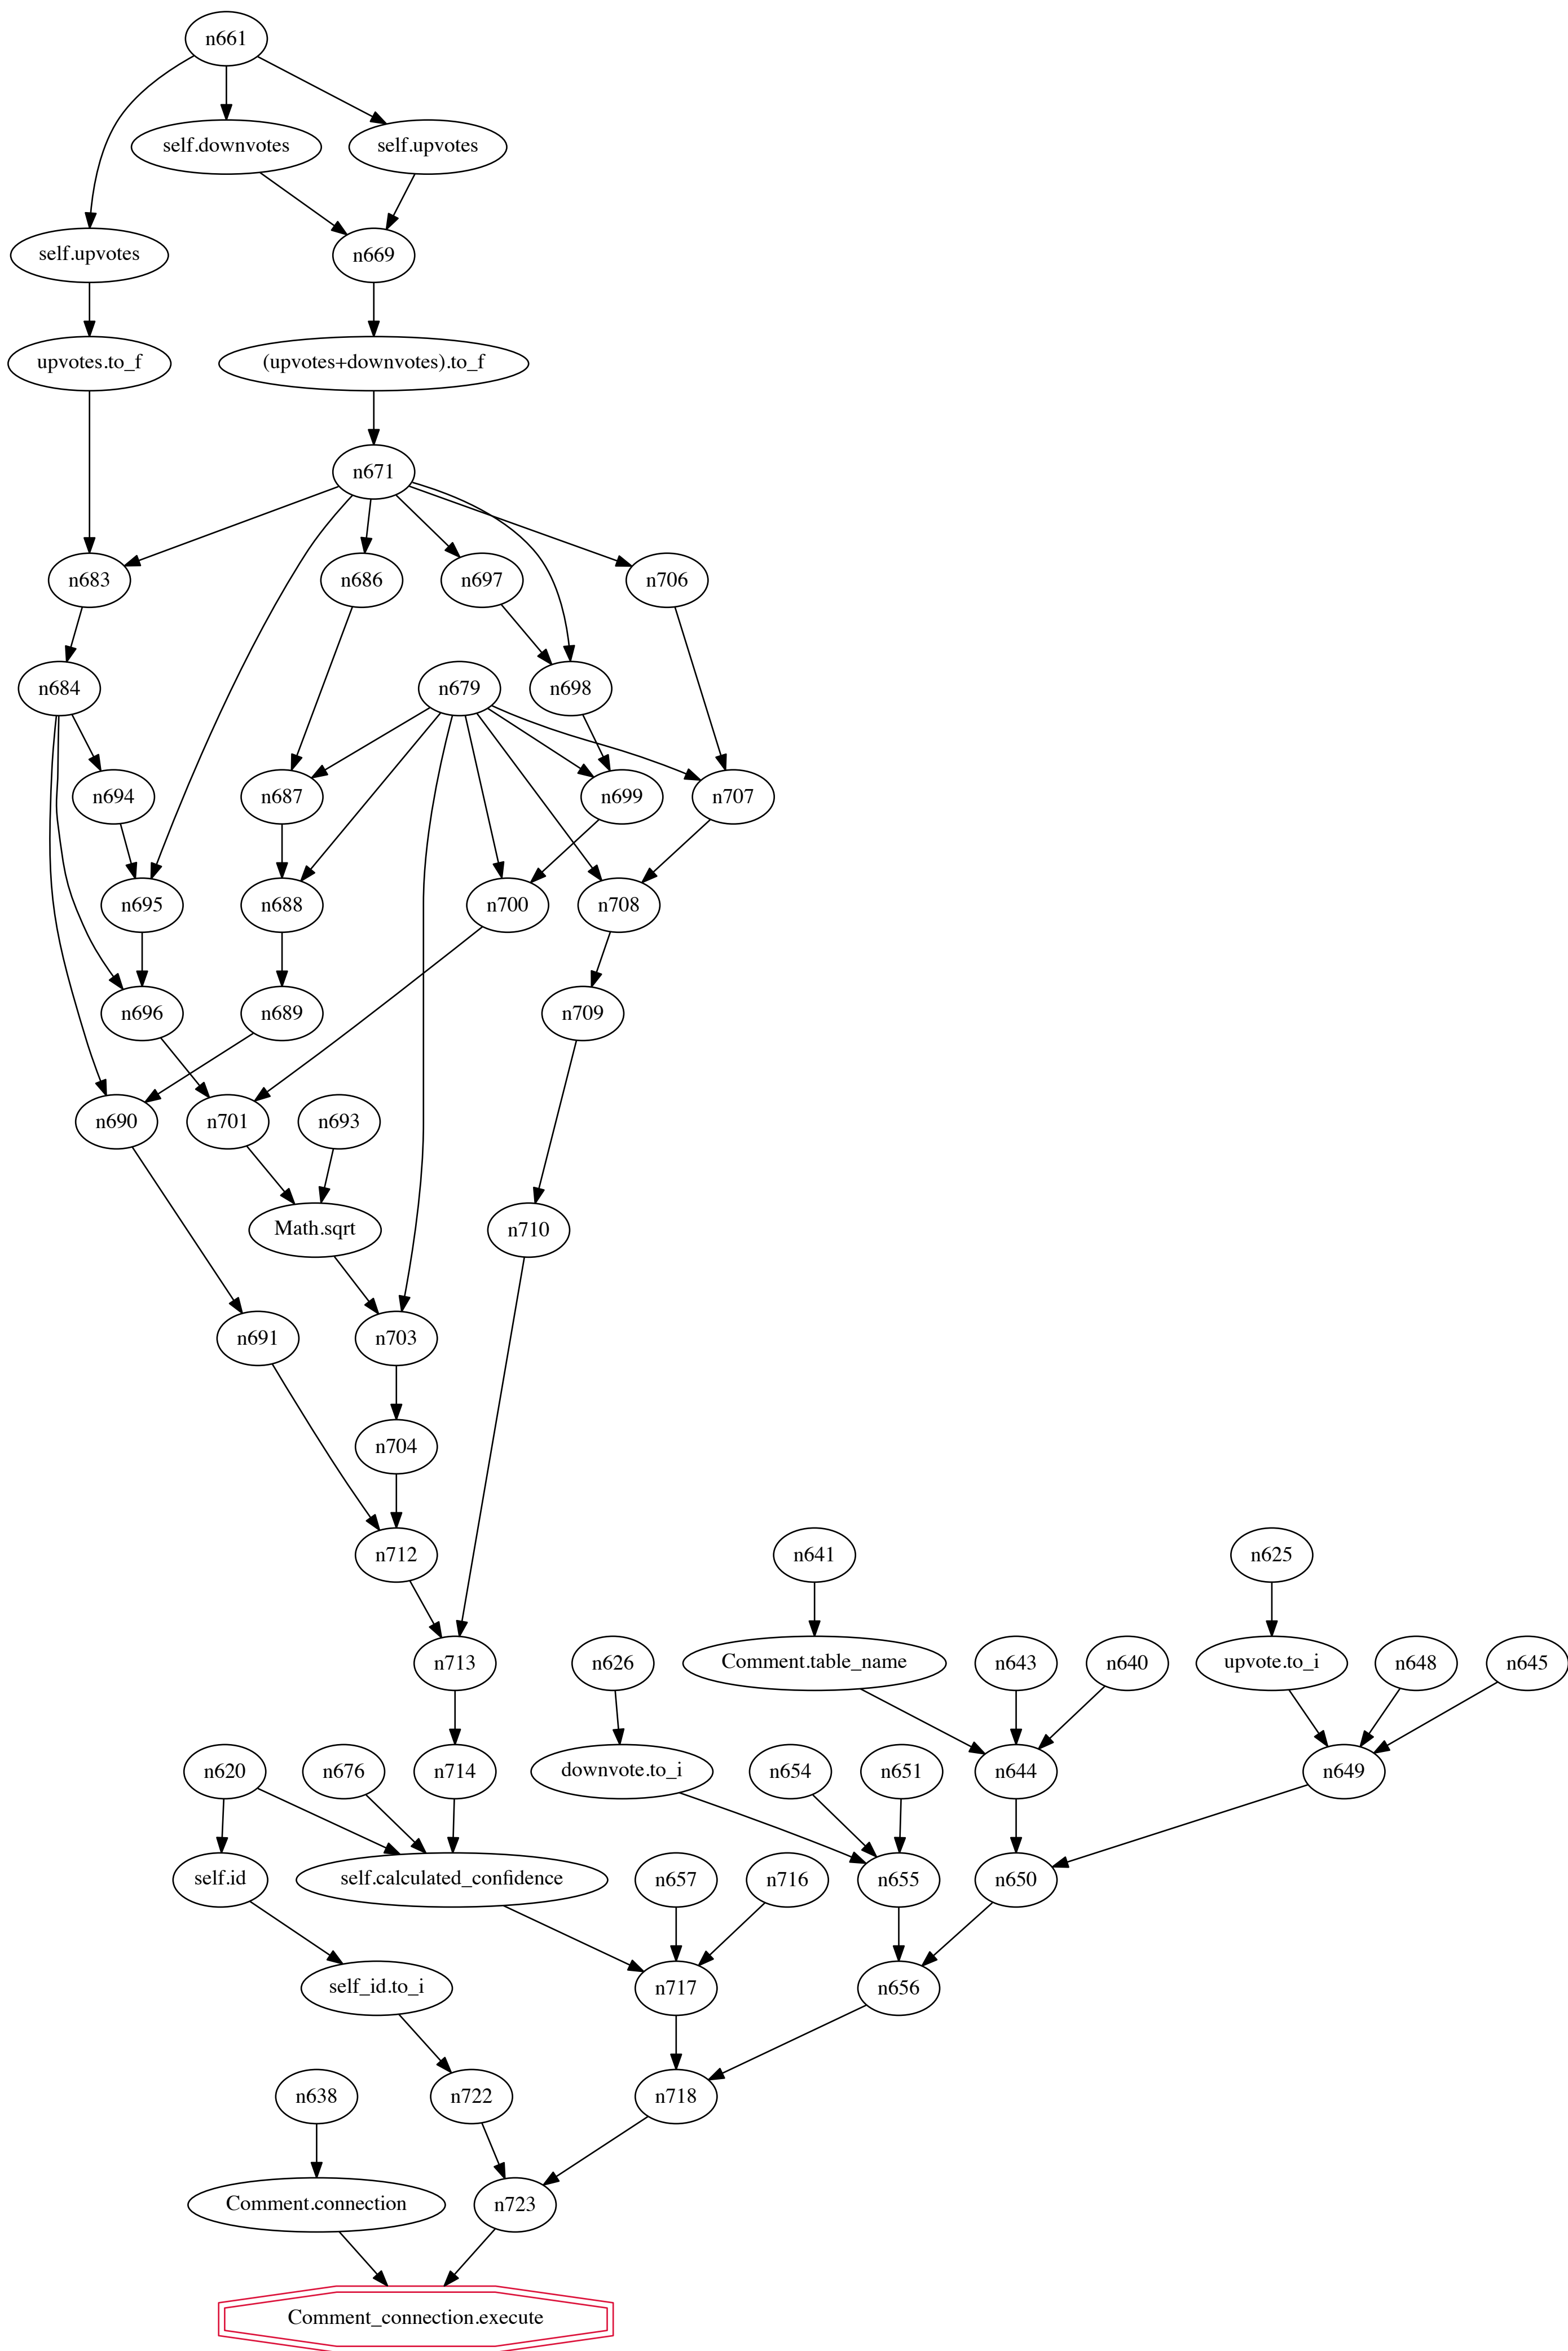 n661
self.downvotes
self.upvotes
self.upvotes
n669
upvotes.to_f
(upvotes+downvotes).to_f
n671
n683
n686
n697
n706
n684
n679
n698
n694
n687
n699
n707
n695
n688
n700
n708
n696
n689
n709
n690
n701
n693
Math.sqrt
n710
n691
n703
n704
n712
n641
n625
n713
n626
Comment.table_name
n643
n640
upvote.to_i
n648
n645
n620
n676
n714
downvote.to_i
n654
n651
n644
n649
self.id
self.calculated_confidence
n657
n716
n655
n650
self_id.to_i
n717
n656
n638
n722
n718
Comment.connection
n723
Comment_connection.execute